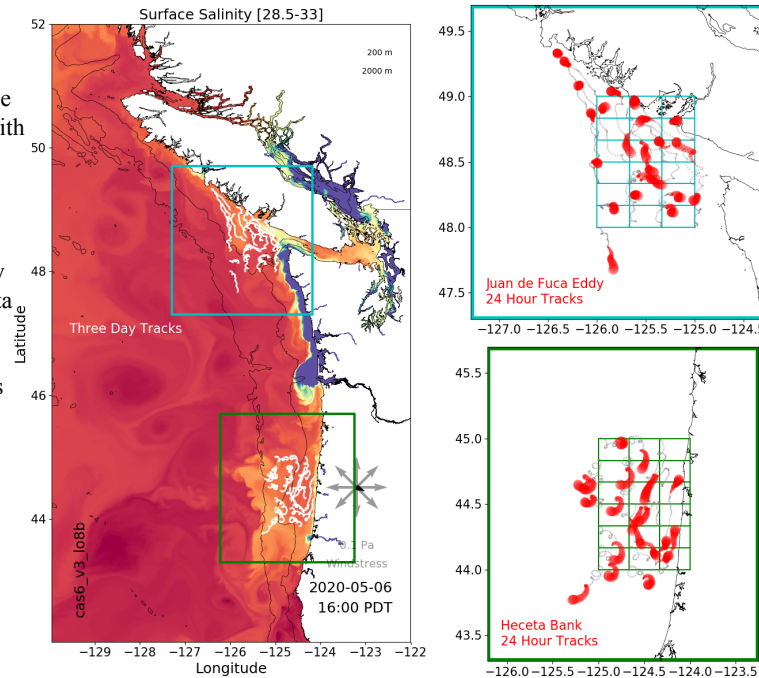 e
ith
y
ta
s
Surface Salinity [28.5-33]
52
50
48
46
44
Latitude
200 m
2000 m
Three Day Tracks
cas6_v3_lo8b
0.1 Pa
Windstress
2020-05-06
16:00 PDT
−129 −128 −127 −126 −125 −124 −123 −122
Longitude
49.5
49.0
48.5
48.0
47.5
Juan de Fuca Eddy
24 Hour Tracks
−127.0 −126.5 −126.0 −125.5 −125.0 −124.5
45.5
45.0
44.5
44.0
43.5
Heceta Bank
24 Hour Tracks
−126.0 −125.5 −125.0 −124.5 −124.0 −123.5